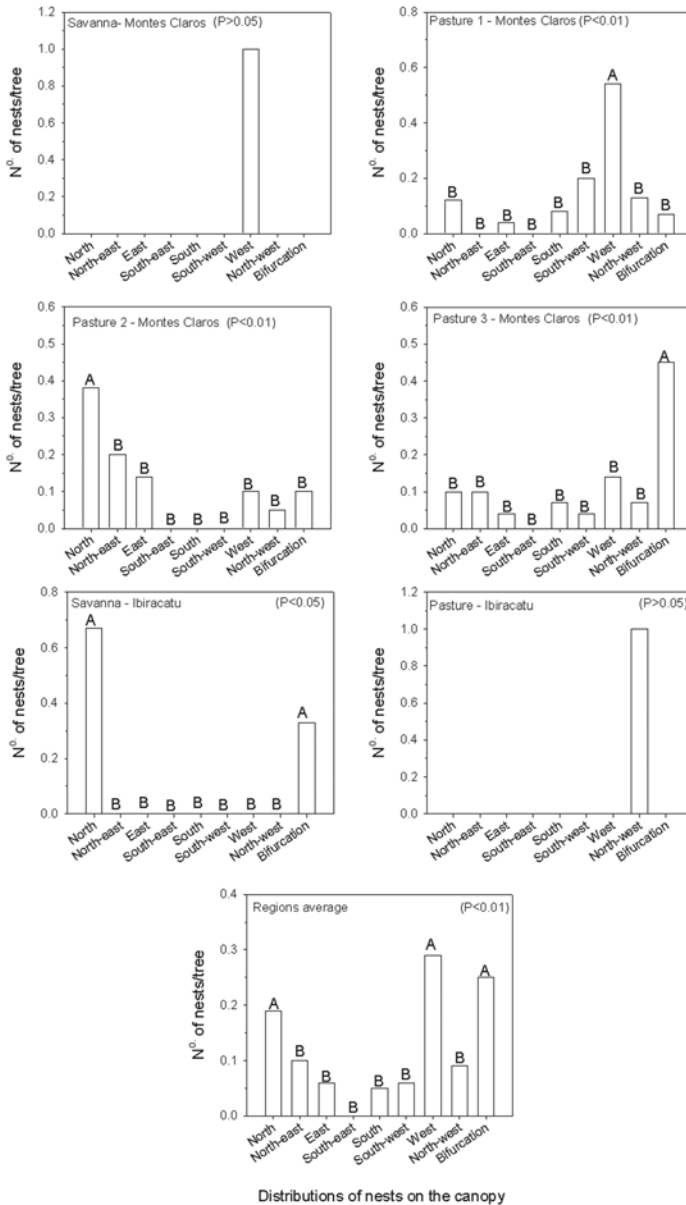 Savanna- Montes Claros (P>0.05)
1.2
1.0
0.8
0.6
0.4
0.2
0.0
Nº. of nests/tree
North
North-east
East
South-east
South
South-west
West
North-west
Bifurcation
Pasture 1 - Montes Claros (P<0.01)
0.8
0.6
0.4
0.2
0.0
Nº. of nests/tree
B
B
B
B
B
B
A
B
B
North
North-east
East
South-east
South
South-west
West
North-west
Bifurcation
Pasture 2 - Montes Claros (P<0.01)
0.6
0.5
0.4
0.3
0.2
0.1
0.0
Nº. of nests/tree
A
B
B
B
B
B
B
B
B
North
North-east
East
South-east
South
South-west
West
North-west
Bifurcation
Pasture 3 - Montes Claros (P<0.01)
0.6
0.5
0.4
0.3
0.2
0.1
0.0
Nº. of nests/tree
B
B
B
B
B
B
B
B
A
North
North-east
East
South-east
South
South-west
West
North-west
Bifurcation
Savanna - Ibiracatu (P<0.05)
0.8
0.6
0.4
0.2
0.0
Nº. of nests/tree
A
B
B
B
B
B
B
B
A
North
North-east
East
South-east
South
South-west
West
North-west
Bifurcation
Pasture - Ibiracatu (P>0.05)
1.2
1.0
0.8
0.6
0.4
0.2
0.0
Nº. of nests/tree
North
North-east
East
South-east
South
South-west
West
North-west
Bifurcation
Regions average (P<0.01)
0.4
0.3
0.2
0.1
0.0
Nº. of nests/tree
A
B
B
B
B
B
A
B
A
North
North-east
East
South-east
South
South-west
West
North-west
Bifurcation
Distributions of nests on the canopy